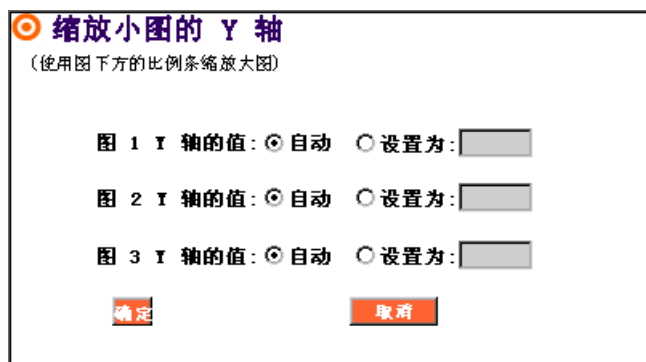 缩放小图的 Y 轴
(使用图下方的比例条缩放大图)
图 1 Y 轴的值: 自动 设置为:
图 2 Y 轴的值: 自动 设置为:
图 3 Y 轴的值: 自动 设置为:
确定 取消